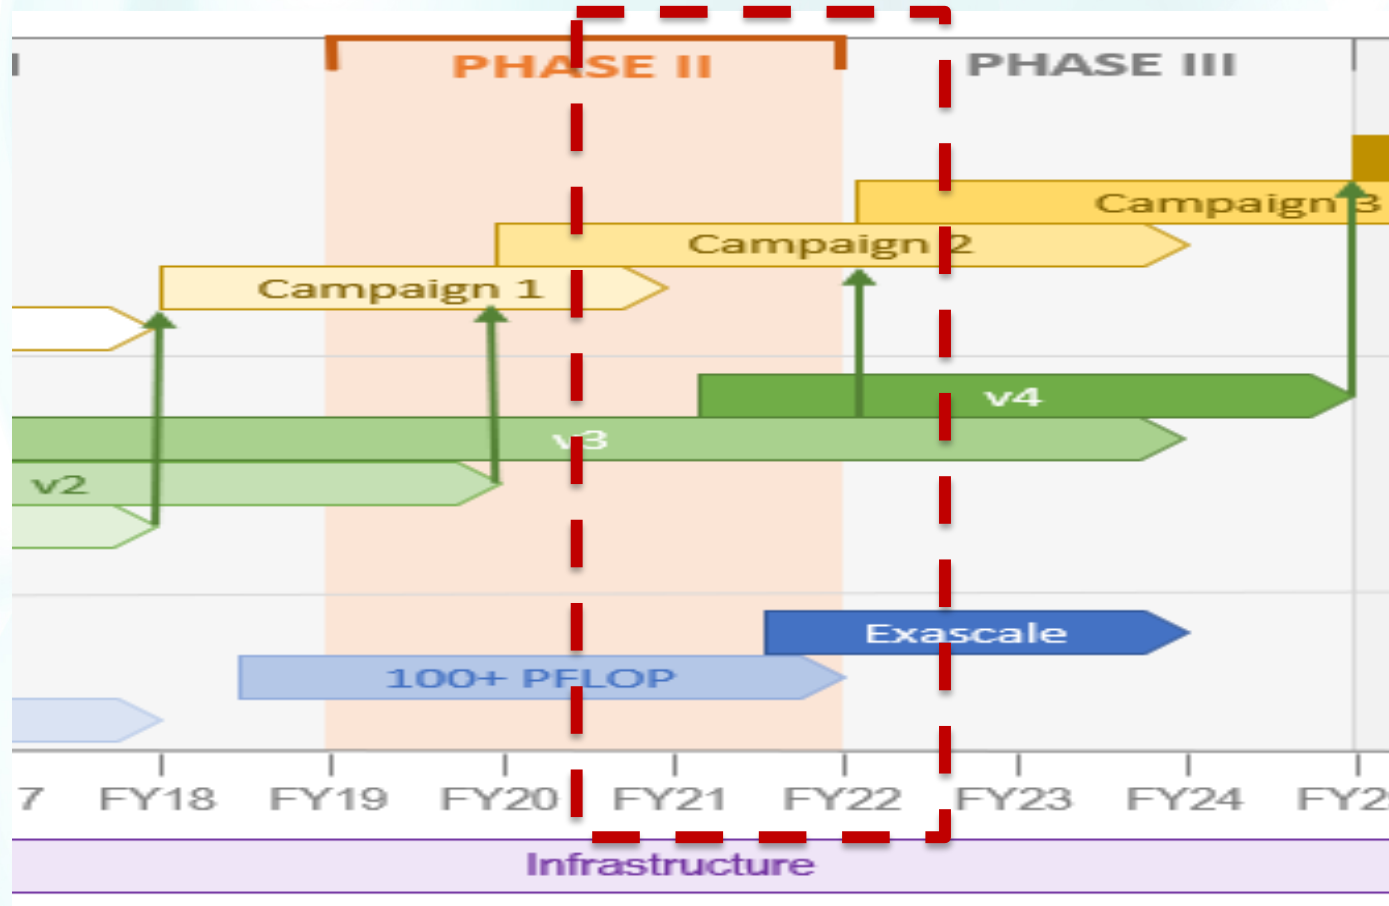 PHASE II
PHASE III
Campaign 3
Campaign 2
Campaign 1
v4
v3
v2
Exascale
100+ PFLOP
7 FY18 FY19 FY20 FY21 FY22 FY23 FY24
Infrastructure